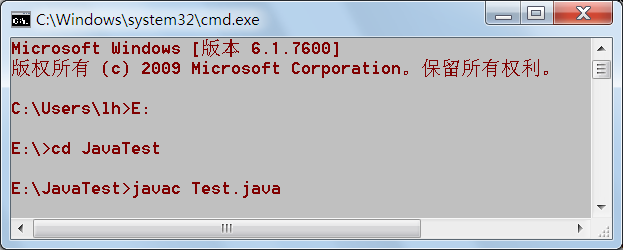 C:\Windows\system32\cmd.exe
Microsoft Windows [版本 6.1.7600]
版权所有 (c) 2009 Microsoft Corporation。保留所有权利。
C:\Users\lh>E:
E:\>cd JavaTest
E:\JavaTest>javac Test.java